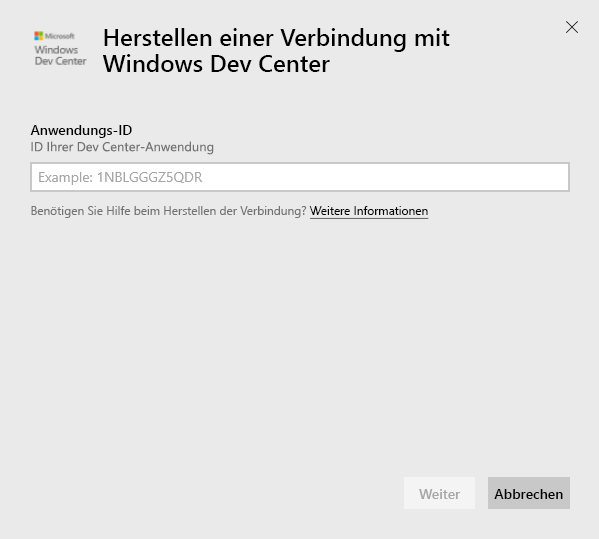 Microsoft
Windows
Dev Center
Herstellen einer Verbindung mit
Windows Dev Center
Anwendungs-ID
ID Ihrer Dev Center-Anwendung
Example: 1NBLGGGZ5QDR
Benötigen Sie Hilfe beim Herstellen der Verbindung? Weitere Informationen
Weiter Abbrechen